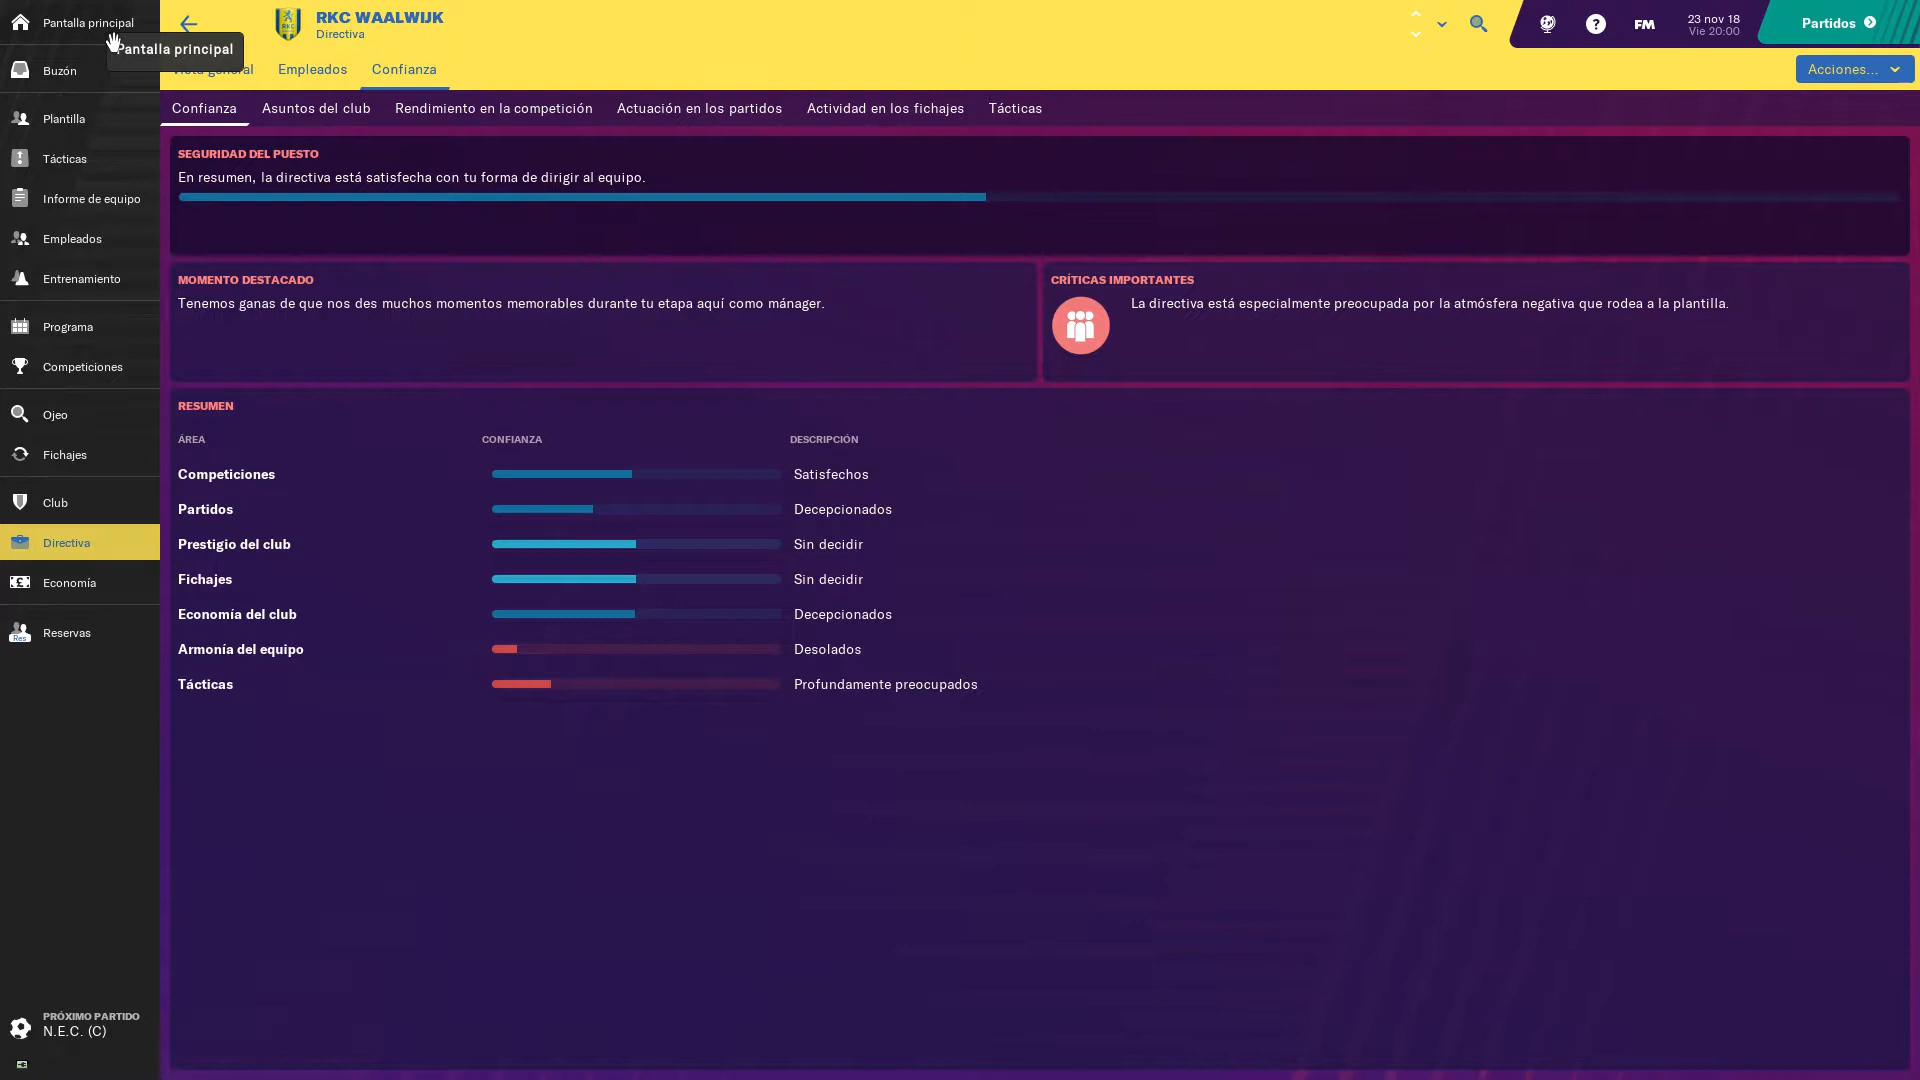 Pantalla principal
RKC WAALWIJK
Directiva
23 nov 18
Vie 20:00
Partidos
FM
Pantalla principal
Vista general
Empleados
Confianza
Acciones...
Buzón
Plantilla
Tácticas
Informe de equipo
Empleados
Entrenamiento
Programa
Competiciones
Ojeo
Fichajes
Club
Directiva
Economía
Res
Reservas
PRÓXIMO PARTIDO
N.E.C. (C)
Confianza
Asuntos del club
Rendimiento en la competición
Actuación en los partidos
Actividad en los fichajes
Tácticas
SEGURIDAD DEL PUESTO
En resumen, la directiva está satisfecha con tu forma de dirigir al equipo.
MOMENTO DESTACADO
Tenemos ganas de que nos des muchos momentos memorables durante tu etapa aquí como mánager.
CRÍTICAS IMPORTANTES
La directiva está especialmente preocupada por la atmósfera negativa que rodea a la plantilla.
RESUMEN
ÁREA CONFIANZA DESCRIPCIÓN
Competiciones Satisfechos
Partidos Decepcionados
Prestigio del club Sin decidir
Fichajes Sin decidir
Economía del club Decepcionados
Armonía del equipo Desolados
Tácticas Profundamente preocupados